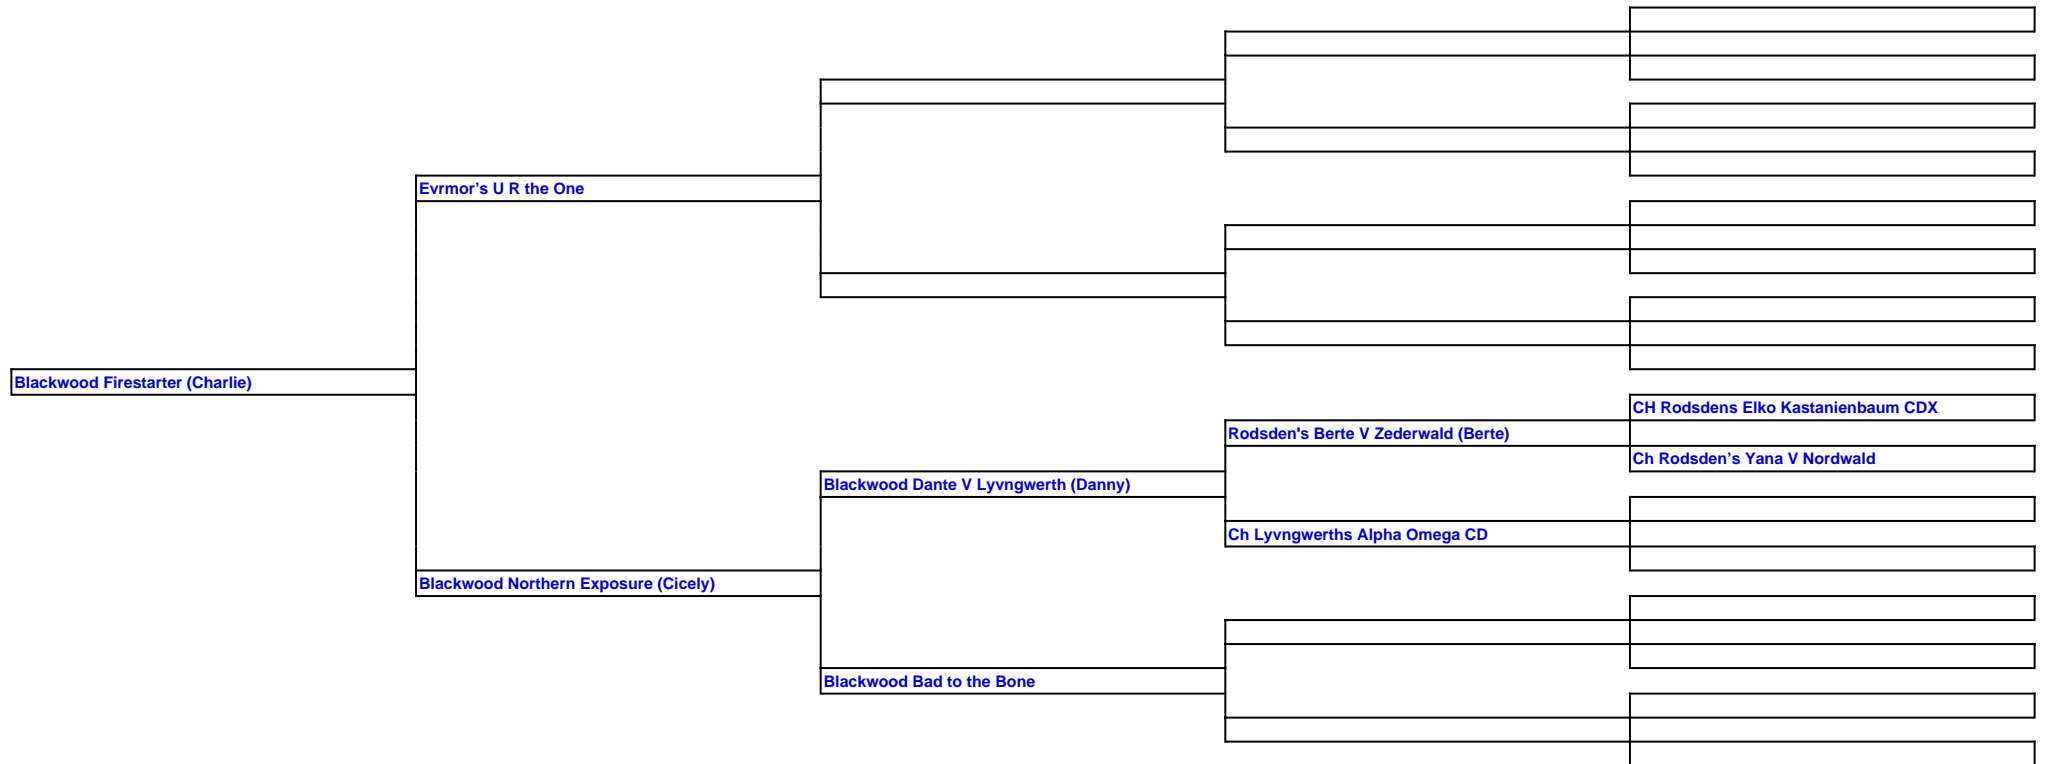 Evrmor’s U R the One
Blackwood Firestarter (Charlie)
CH Rodsdens Elko Kastanienbaum CDX
Rodsden's Berte V Zederwald (Berte)
Ch Rodsden’s Yana V Nordwald
Blackwood Dante V Lyvngwerth (Danny)
Ch Lyvngwerths Alpha Omega CD
Blackwood Northern Exposure (Cicely)
Blackwood Bad to the Bone